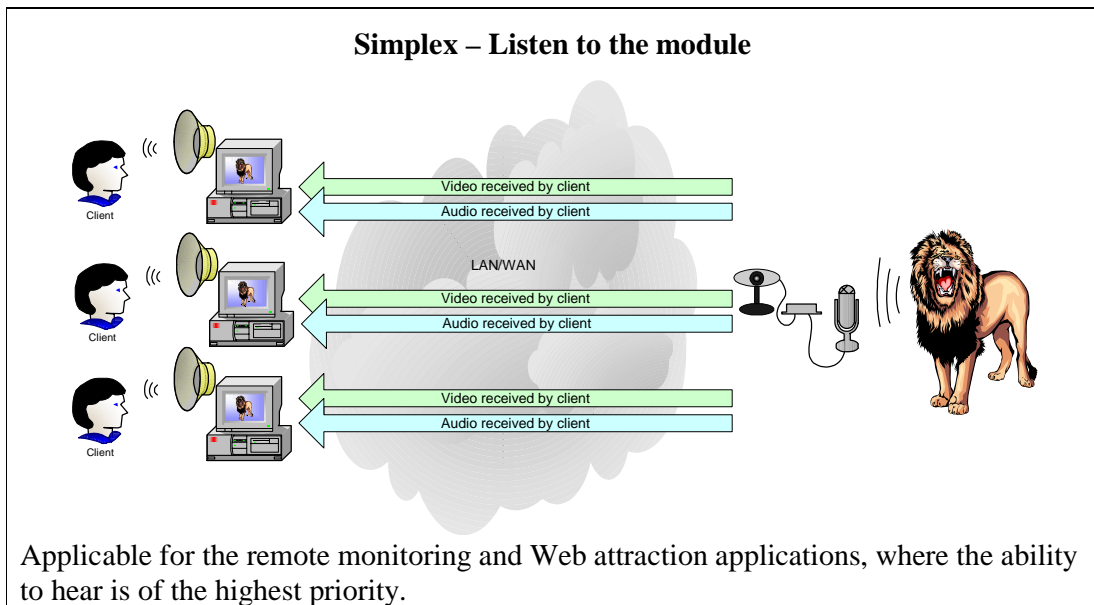 Simplex – Listen to the module
Video received by client
Audio received by client
Client
LAN/WAN
Video received by client
Audio received by client
Client
Video received by client
Audio received by client
Client
Applicable for the remote monitoring and Web attraction applications, where the ability
to hear is of the highest priority.